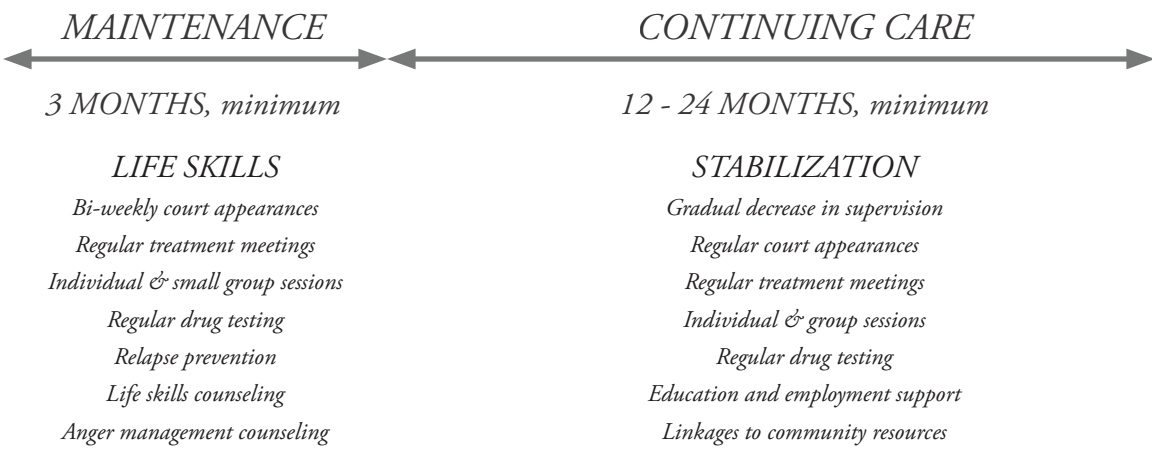 MAINTENANCE
3 MONTHS, minimum
LIFE SKILLS
Bi-weekly court appearances
Regular treatment meetings
Individual & small group sessions
Regular drug testing
Relapse prevention
Life skills counseling
Anger management counseling
CONTINUING CARE
12 - 24 MONTHS, minimum
STABILIZATION
Gradual decrease in supervision
Regular court appearances
Regular treatment meetings
Individual & group sessions
Regular drug testing
Education and employment support
Linkages to community resources